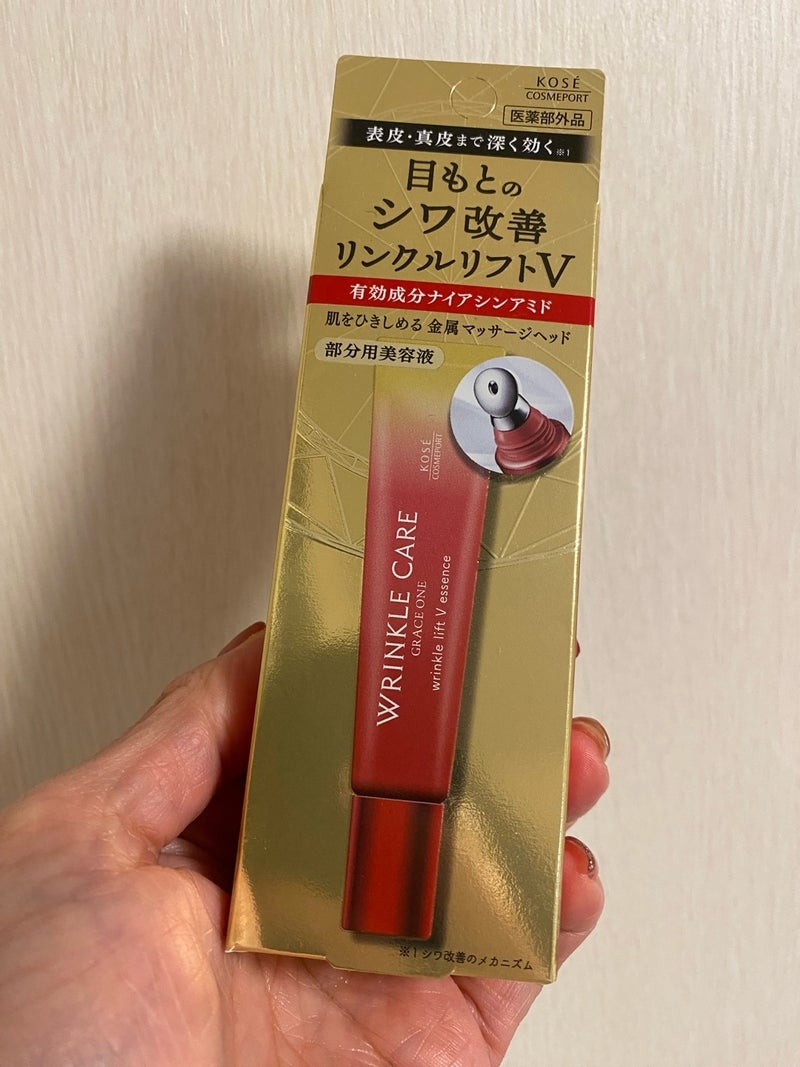 KOSÉ
COSMEPORT
医薬部外品
表皮・真皮まで深く効く※1
目もとの
シワ改善
リンクルリフトV
有効成分ナイアシンアミド
肌をひきしめる 金属マッサージヘッド
部分用美容液
KOSÉ
COSMEPORT
WRINKLE CARE
GRACE ONE
wrinkle lift V essence
※1 シワ改善のメカニズム